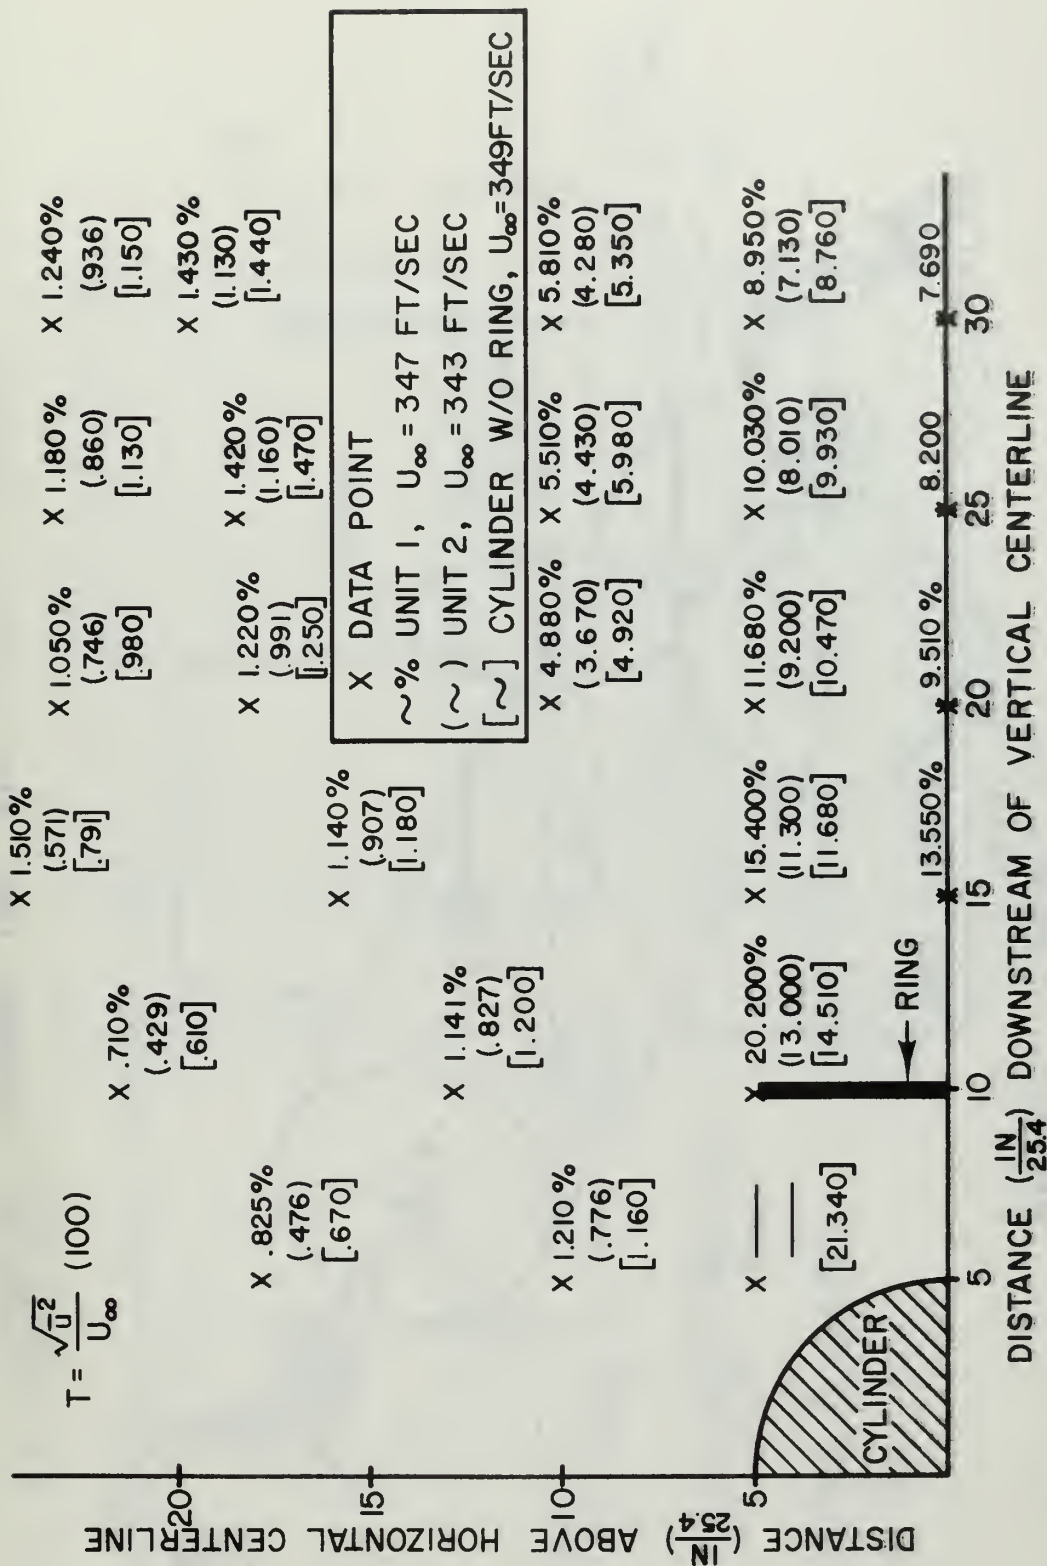 T = √u̅² / U∞ (100)
X 1.510%
(.571)
[.791]
X .710%
(.429)
[.610]
X 1.050%
(.746)
[.980]
X 1.180%
(.860)
[1.130]
X 1.240%
(.936)
[1.150]
X .825%
(.476)
[.670]
X 1.220%
(.991)
[1.250]
X 1.420%
(1.160)
[1.470]
X 1.430%
(1.130)
[1.440]
X 1.140%
(.907)
[1.180]
X DATA POINT
~% UNIT 1, U∞ = 347 FT/SEC
(~) UNIT 2, U∞ = 343 FT/SEC
[~] CYLINDER W/O RING, U∞=349FT/SEC
X 1.141%
(.827)
[1.200]
X 1.210%
(.776)
[1.160]
X 4.880%
(3.670)
[4.920]
X 5.510%
(4.430)
[5.980]
X 5.810%
(4.280)
[5.350]
X —
—
[21.340]
X 20.200%
(13.000)
[14.510]
X 15.400%
(11.300)
[11.680]
X 11.680%
(9.200)
[10.470]
X 10.030%
(8.010)
[9.930]
X 8.950%
(7.130)
[8.760]
CYLINDER
RING
13.550%
9.510%
8.200
7.690
20
15
10
5
DISTANCE (IN/25.4) ABOVE HORIZONTAL CENTERLINE
5
10
15
20
25
30
DISTANCE (IN/25.4) DOWNSTREAM OF VERTICAL CENTERLINE